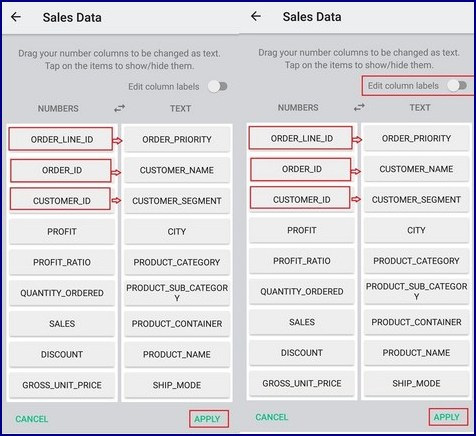 ← Sales Data
Drag your number columns to be changed as text.
Tap on the items to show/hide them.
Edit column labels
NUMBERS TEXT
ORDER_LINE_ID ORDER_PRIORITY
ORDER_ID CUSTOMER_NAME
CUSTOMER_ID CUSTOMER_SEGMENT
PROFIT CITY
PROFIT_RATIO PRODUCT_CATEGORY
QUANTITY_ORDERED PRODUCT_SUB_CATEGOR
Y
SALES PRODUCT_CONTAINER
DISCOUNT PRODUCT_NAME
GROSS_UNIT_PRICE SHIP_MODE
CANCEL APPLY
← Sales Data
Drag your number columns to be changed as text.
Tap on the items to show/hide them.
Edit column labels
NUMBERS TEXT
ORDER_LINE_ID ORDER_PRIORITY
ORDER_ID CUSTOMER_NAME
CUSTOMER_ID CUSTOMER_SEGMENT
PROFIT CITY
PROFIT_RATIO PRODUCT_CATEGORY
QUANTITY_ORDERED PRODUCT_SUB_CATEGOR
Y
SALES PRODUCT_CONTAINER
DISCOUNT PRODUCT_NAME
GROSS_UNIT_PRICE SHIP_MODE
CANCEL APPLY